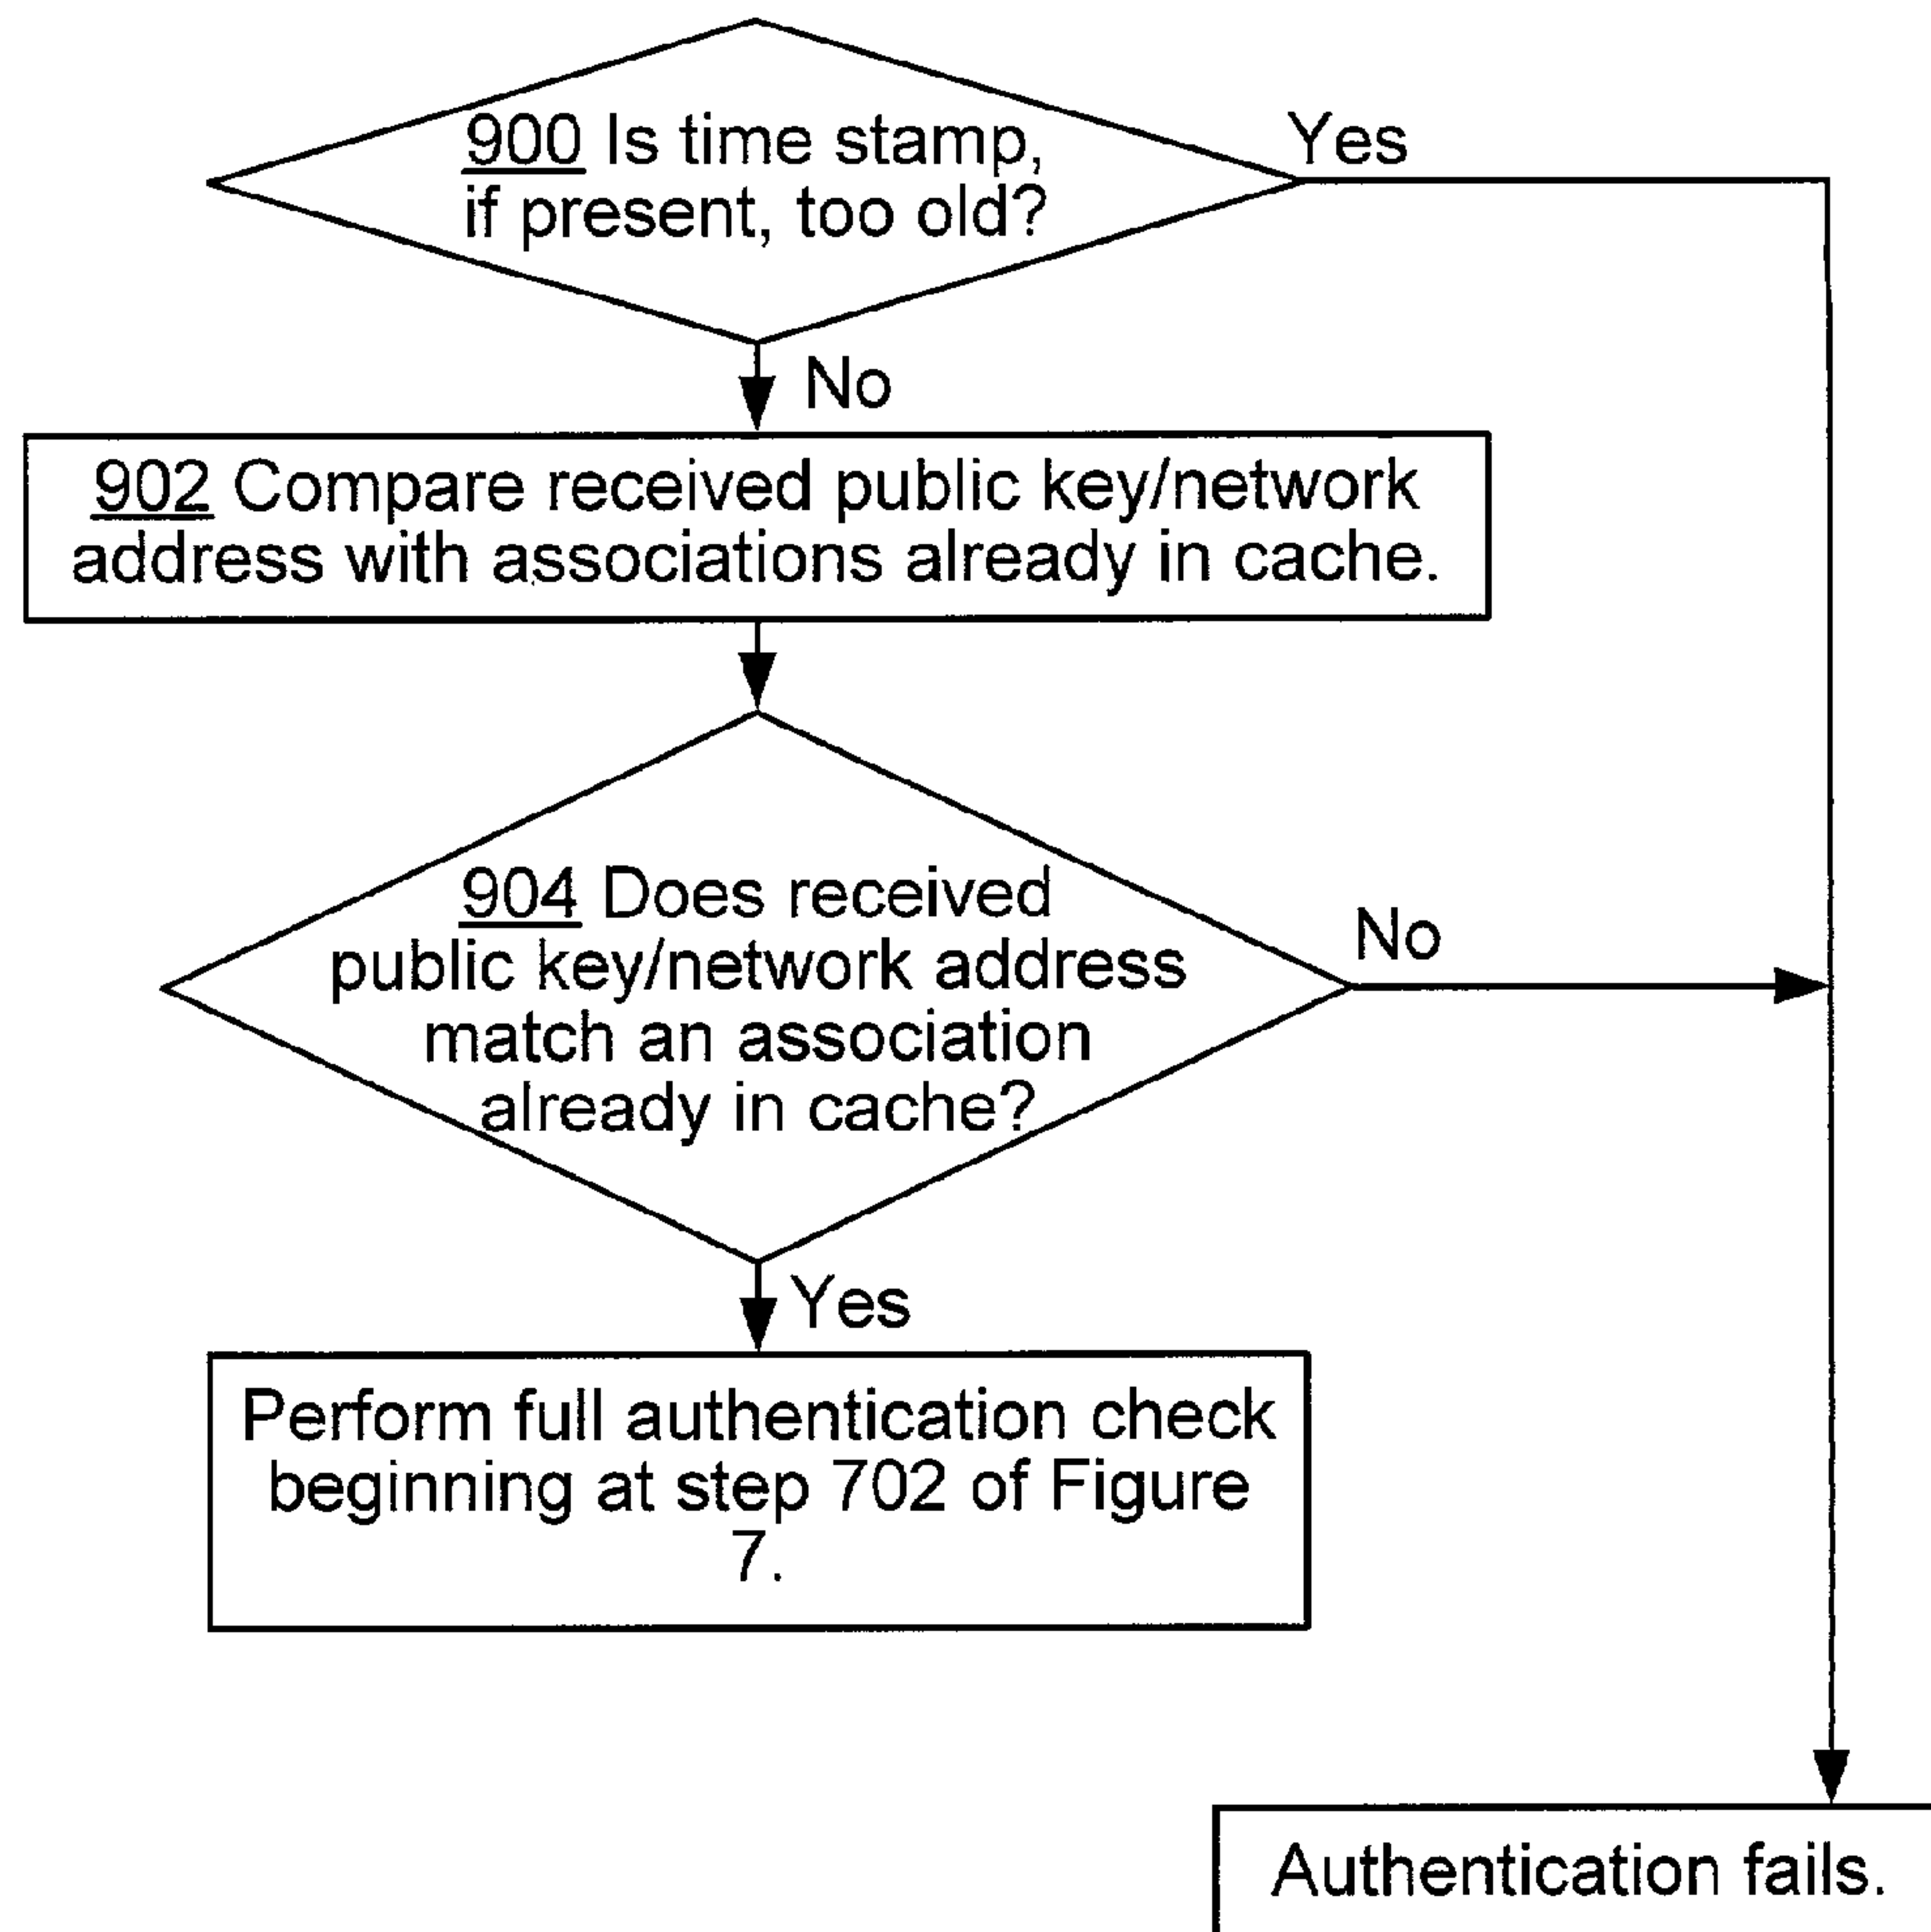 900 Is time stamp,
if present, too old?
Yes
No
902 Compare received public key/network
address with associations already in cache.
904 Does received
public key/network address
match an association
already in cache?
No
Yes
Perform full authentication check
beginning at step 702 of Figure
7.
Authentication fails.